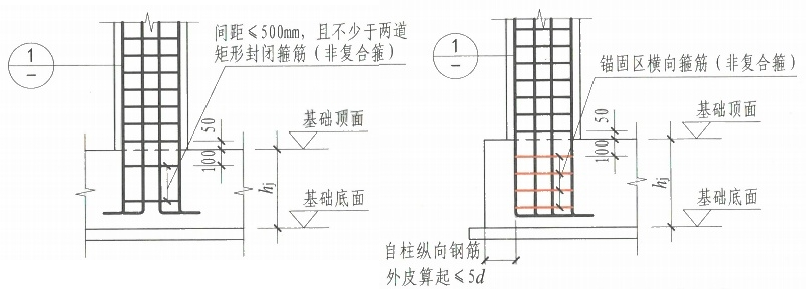 间距≤500mm，且不少于两道
矩形封闭箍筋（非复合箍）
1
–
50
基础顶面
100
hj
基础底面
1
–
锚固区横向箍筋（非复合箍）
50
基础顶面
100
hj
基础底面
自柱纵向钢筋
外皮算起≤5d